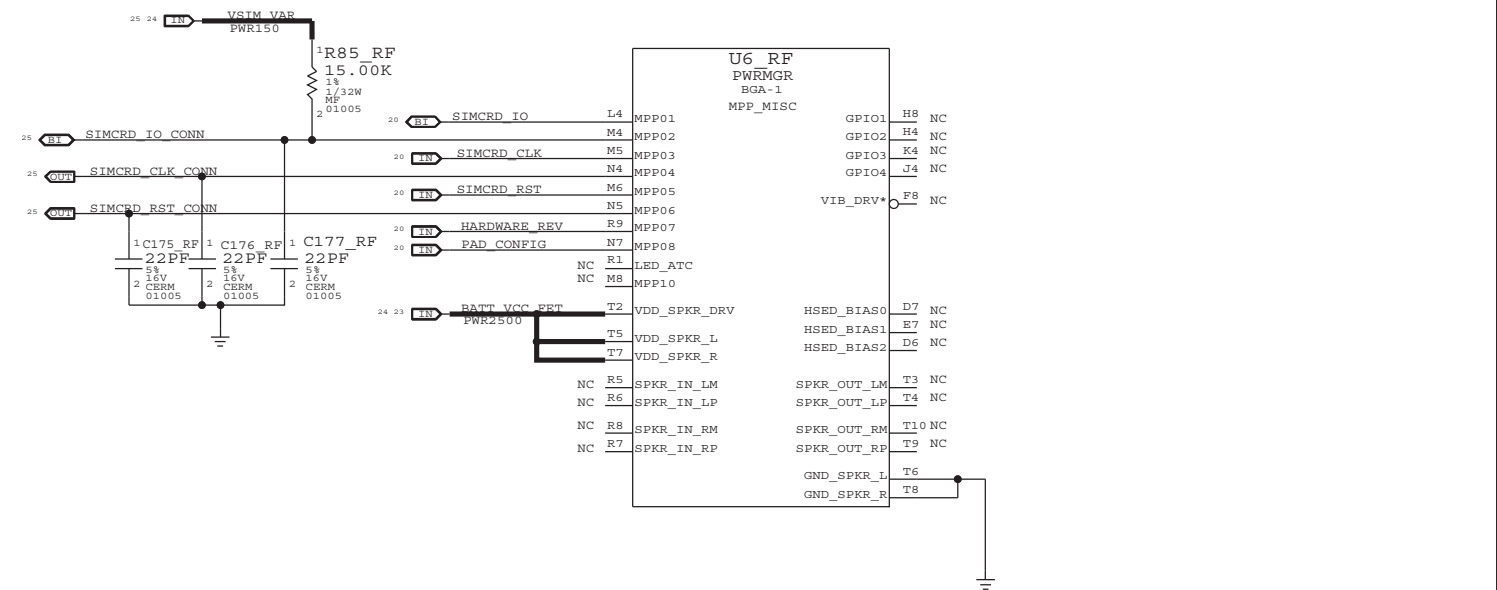 25 24 IN VSIM_VAR
PWR150
1 R85_RF
15.00K
1%
1/32W
MF
01005
2
25 BI SIMCRD_IO_CONN
25 OUT SIMCRD_CLK_CONN
25 OUT SIMCRD_RST_CONN
1 C175_RF
22PF
5%
16V
CERM
01005
2
1 C176_RF
22PF
5%
16V
CERM
01005
2
1 C177_RF
22PF
5%
16V
CERM
01005
2
U6_RF
PWRMGR
BGA-1
MPP_MISC
20 BI SIMCRD_IO L4 MPP01
M4 MPP02
20 IN SIMCRD_CLK M5 MPP03
N4 MPP04
20 IN SIMCRD_RST M6 MPP05
N5 MPP06
20 IN HARDWARE_REV R9 MPP07
20 IN PAD_CONFIG N7 MPP08
NC R1 LED_ATC
NC M8 MPP10
24 23 IN BATT_VCC_FET T2 VDD_SPKR_DRV
PWR2500
T5 VDD_SPKR_L
T7 VDD_SPKR_R
NC R5 SPKR_IN_LM
NC R6 SPKR_IN_LP
NC R8 SPKR_IN_RM
NC R7 SPKR_IN_RP
GPIO1 H8 NC
GPIO2 H4 NC
GPIO3 K4 NC
GPIO4 J4 NC
VIB_DRV* F8 NC
HSED_BIAS0 D7 NC
HSED_BIAS1 E7 NC
HSED_BIAS2 D6 NC
SPKR_OUT_LM T3 NC
SPKR_OUT_LP T4 NC
SPKR_OUT_RM T10 NC
SPKR_OUT_RP T9 NC
GND_SPKR_L T6
GND_SPKR_R T8